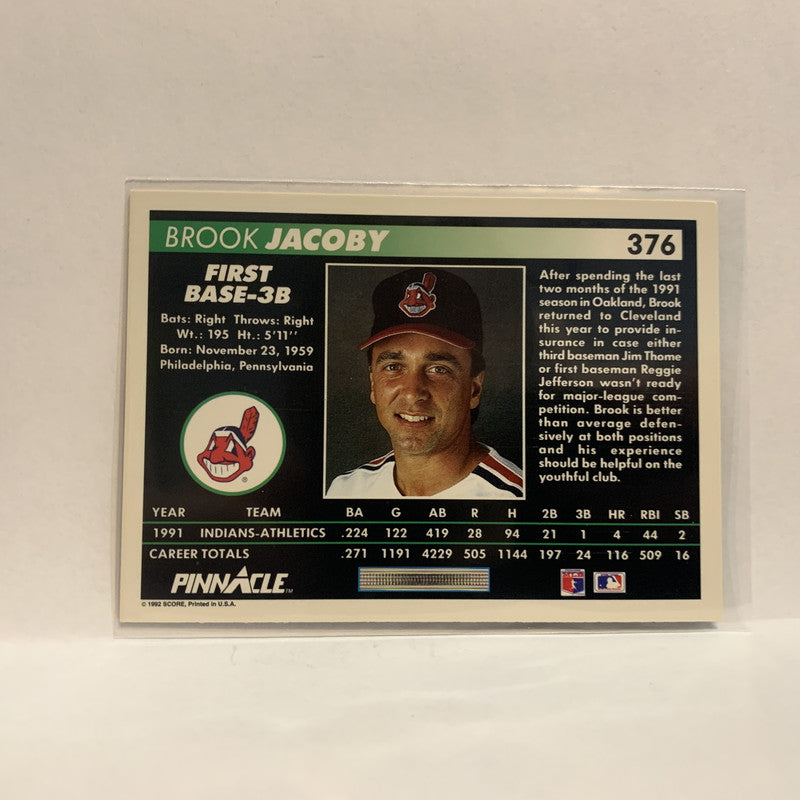 BROOK JACOBY 376
FIRST
BASE-3B
Bats: Right Throws: Right
Wt.: 195 Ht.: 5'11''
Born: November 23, 1959
Philadelphia, Pennsylvania
After spending the last
two months of the 1991
season in Oakland, Brook
returned to Cleveland
this year to provide in-
surance in case either
third baseman Jim Thome
or first baseman Reggie
Jefferson wasn't ready
for major-league com-
petition. Brook is better
than average defen-
sively at both positions
and his experience
should be helpful on the
youthful club.
YEAR TEAM BA G AB R H 2B 3B HR RBI SB
1991 INDIANS-ATHLETICS .224 122 419 28 94 21 1 4 44 2
CAREER TOTALS .271 1191 4229 505 1144 197 24 116 509 16
PINNACLE™
© 1992 SCORE, Printed in U.S.A.